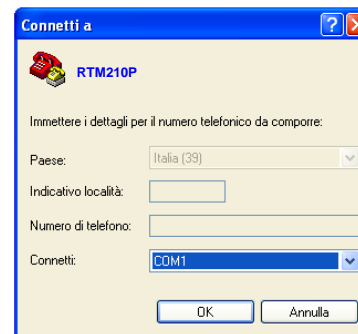 Connetti a
RTM210P
Immettere i dettagli per il numero telefonico da comporre:
Paese: Italia (39)
Indicativo località:
Numero di telefono:
Connetti: COM1
OK Annulla